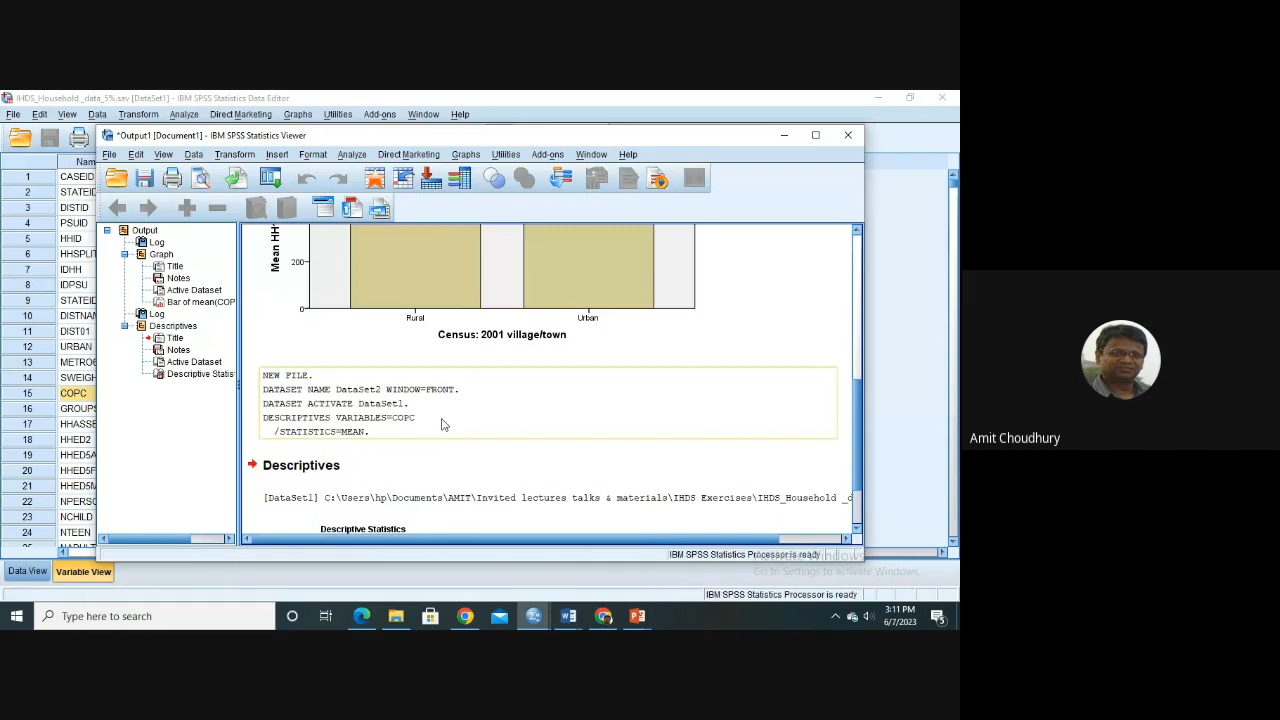 IHDS_Household _data_5%.sav [DataSet1] - IBM SPSS Statistics Data Editor
File Edit View Data Transform Analyze Direct Marketing Graphs Utilities Add-ons Window Help
*Output1 [Document1] - IBM SPSS Statistics Viewer
File Edit View Data Transform Insert Format Analyze Direct Marketing Graphs Utilities Add-ons Window Help
Nam
1 CASEID
2 STATEID
3 DISTID
4 PSUID
5 HHID
6 HHSPLIT
7 IDHH
8 IDPSU
9 STATEID
10 DISTNAM
11 DIST01
12 URBAN
13 METRO6
14 SWEIGH
15 COPC
16 GROUPS
17 HHASSE
18 HHED2
19 HHED5A
20 HHED5F
21 HHED5M
22 NPERSO
23 NCHILD
24 NTEEN
Output
Log
Graph
Title
Notes
Active Dataset
Bar of mean(COP
Log
Descriptives
Title
Notes
Active Dataset
Descriptive Statis
Mean HH
200
0
Rural Urban
Census: 2001 village/town
NEW FILE.
DATASET NAME DataSet2 WINDOW=FRONT.
DATASET ACTIVATE DataSet1.
DESCRIPTIVES VARIABLES=COPC
/STATISTICS=MEAN.
Descriptives
[DataSet1] C:\Users\hp\Documents\AMIT\Invited lectures talks & materials\IHDS Exercises\IHDS_Household _d
Descriptive Statistics
IBM SPSS Statistics Processor is ready
Go to Settings to activate Windows.
Data View Variable View
IBM SPSS Statistics Processor is ready
Type here to search
3:11 PM
6/7/2023
5
Amit Choudhury